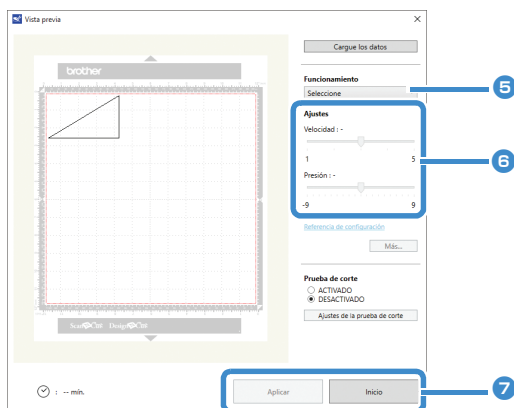 Vista previa
Cargue los datos
brother
Funcionamiento
Seleccione
5
Ajustes
Velocidad : -
1 5
6
Presión : -
-9 9
Referencia de configuración
Más...
Prueba de corte
ACTIVADO
DESACTIVADO
Ajustes de la prueba de corte
ScanNCut DesignNCut
: -- mín.
Aplicar
Inicio
7